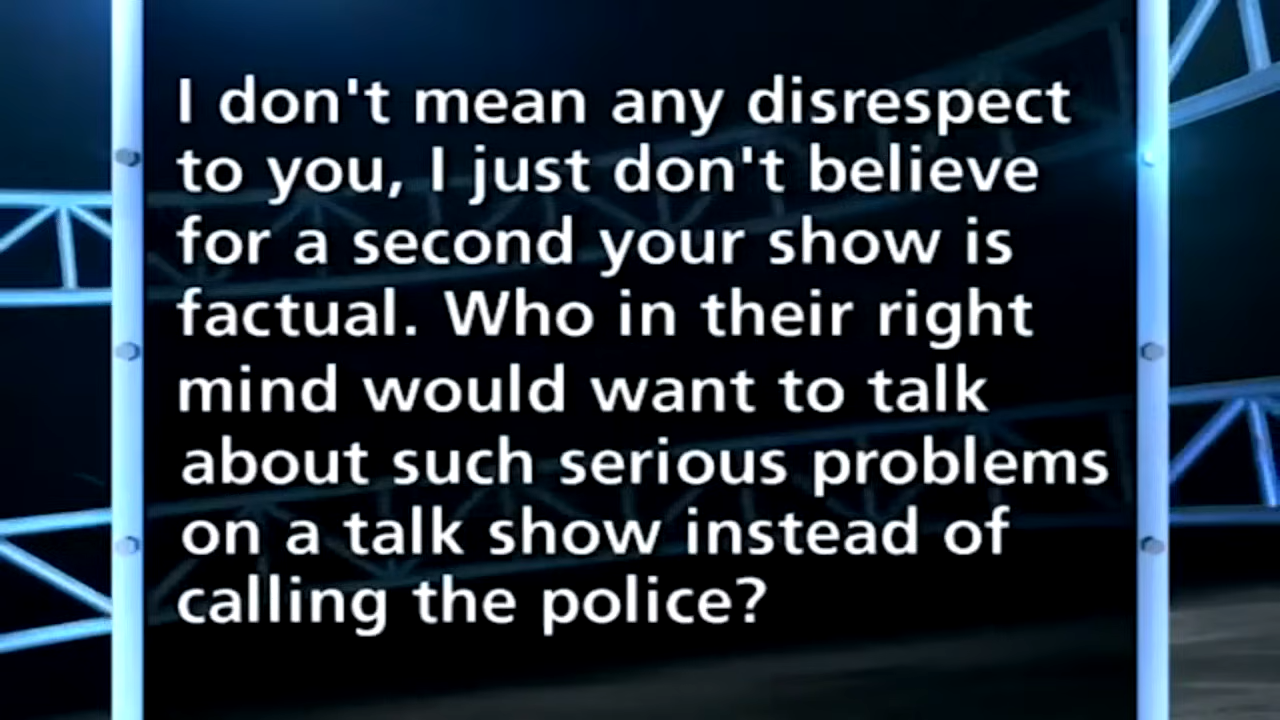 I don't mean any disrespect
to you, I just don't believe
for a second your show is
factual. Who in their right
mind would want to talk
about such serious problems
on a talk show instead of
calling the police?